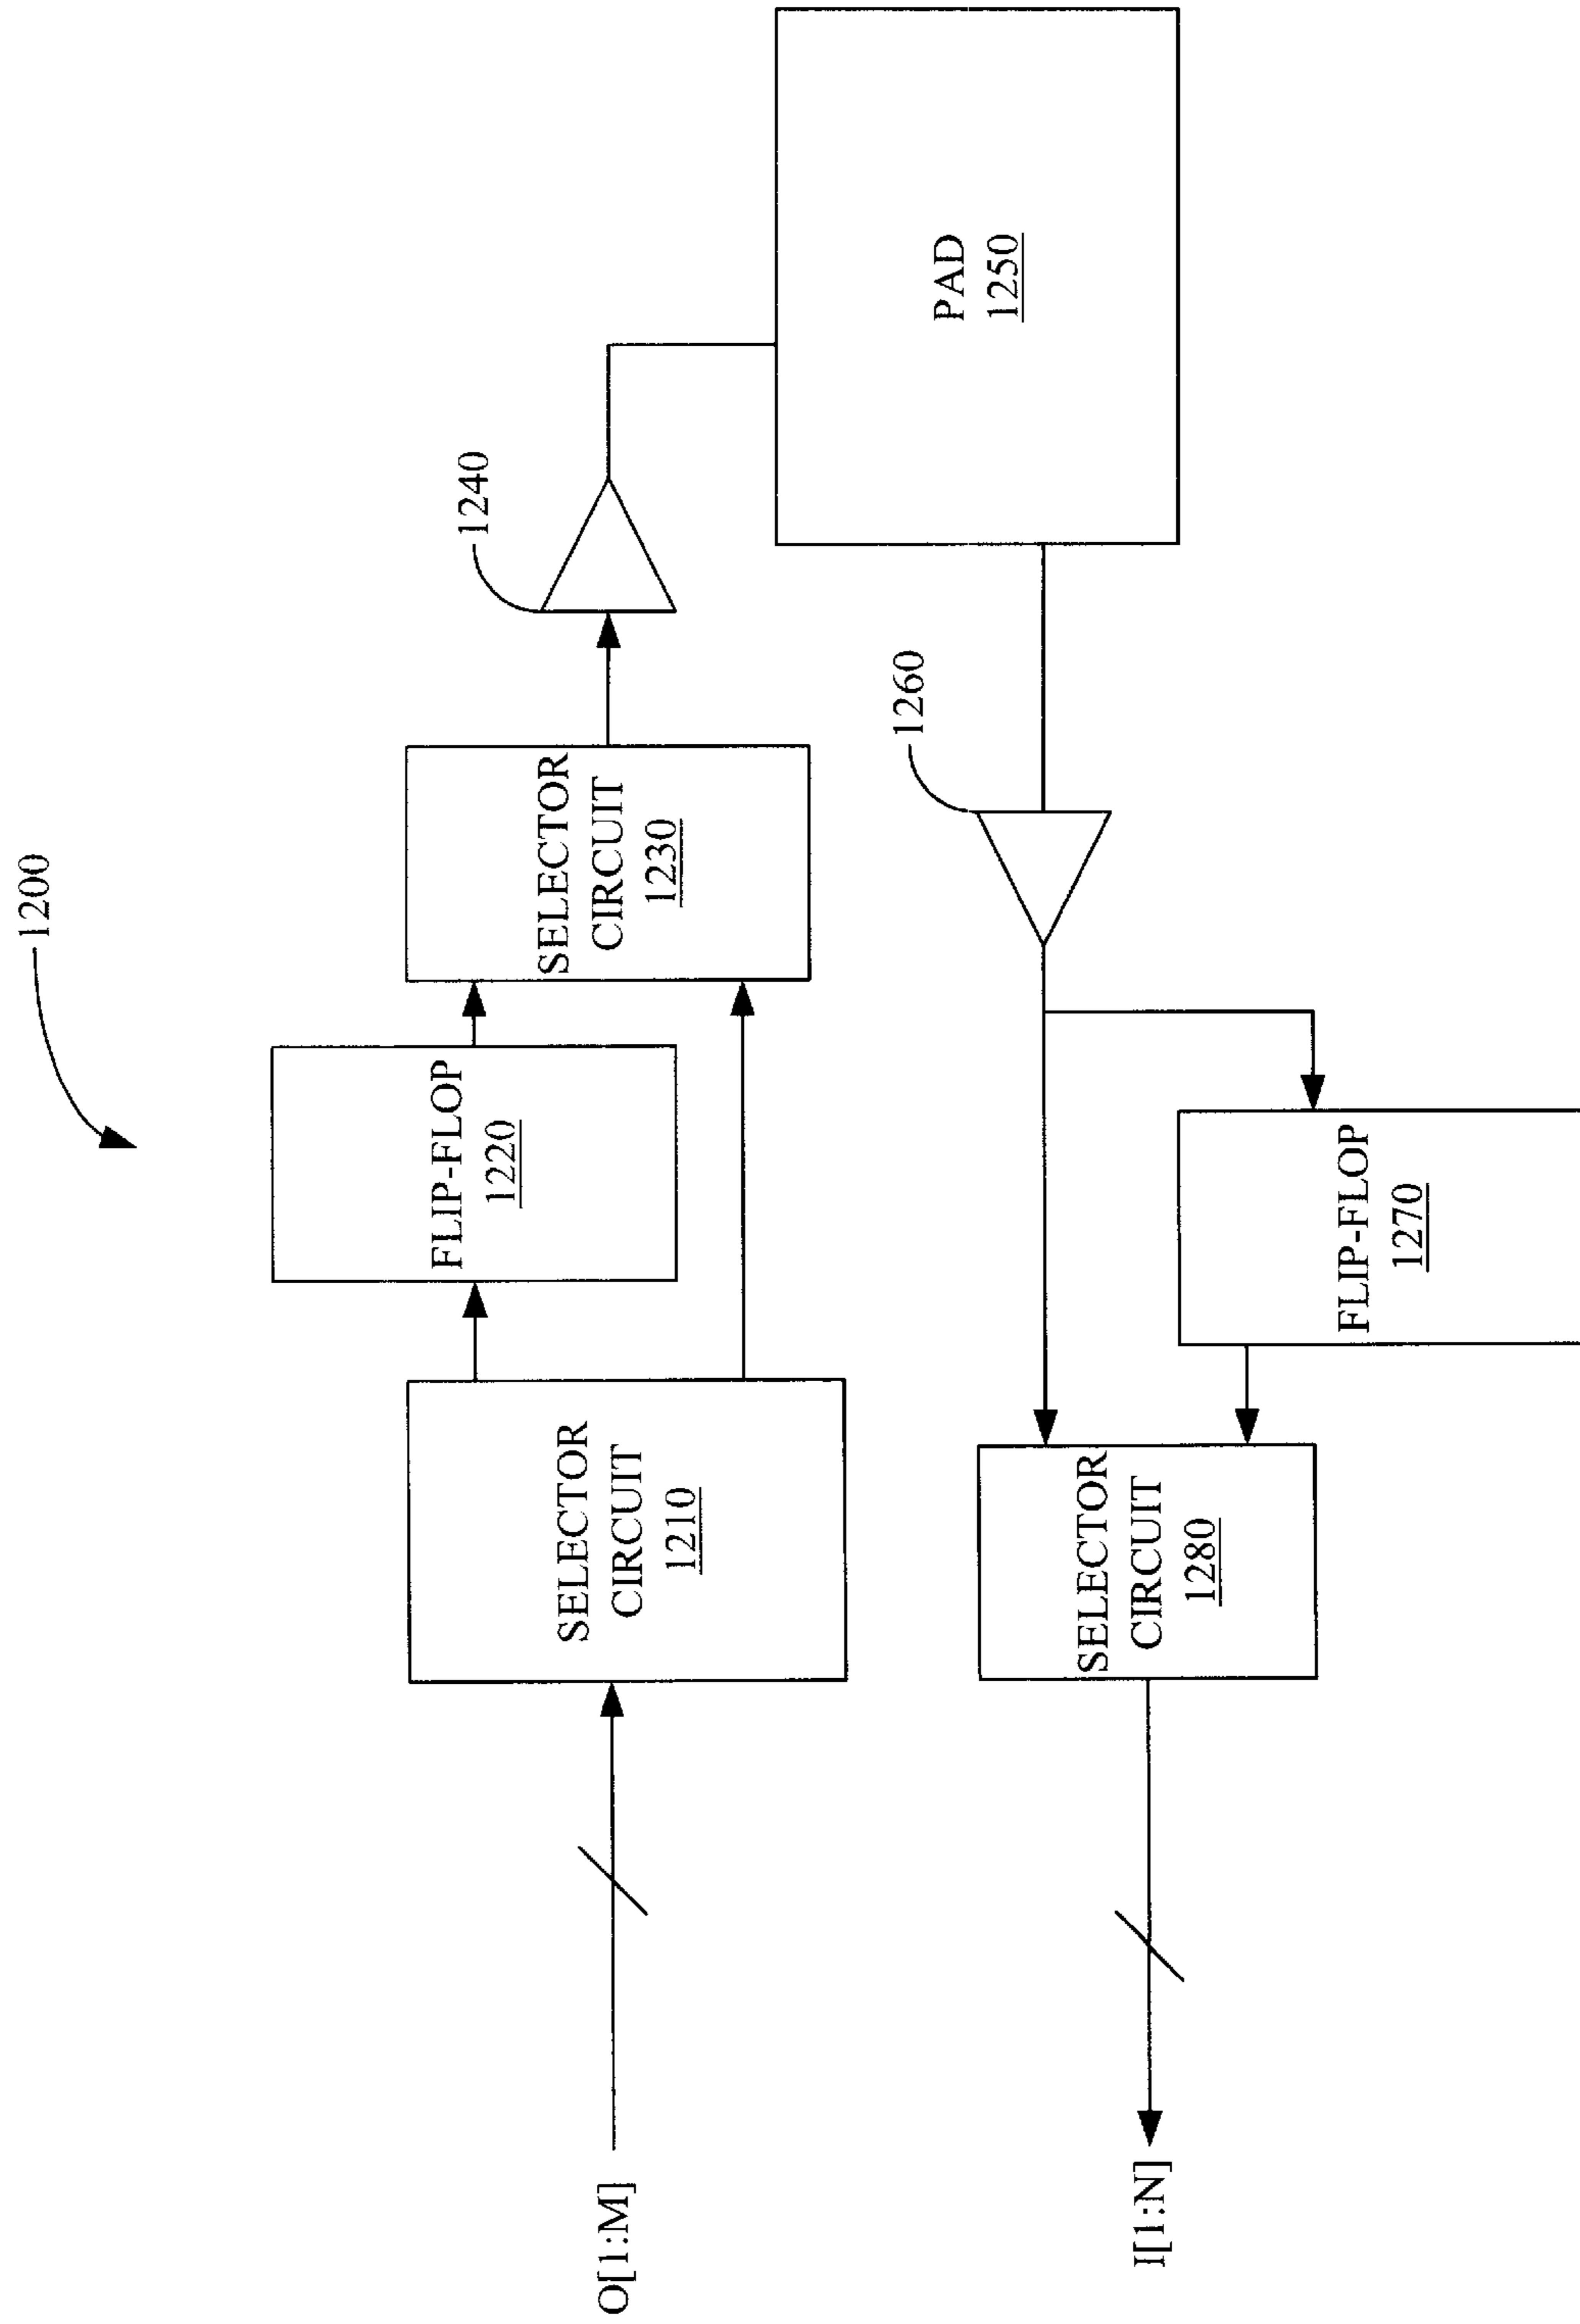 1200
O[1:M]
SELECTOR
CIRCUIT
1210
FLIP-FLOP
1220
SELECTOR
CIRCUIT
1230
1240
PAD
1250
1260
I[1:N]
SELECTOR
CIRCUIT
1280
FLIP-FLOP
1270